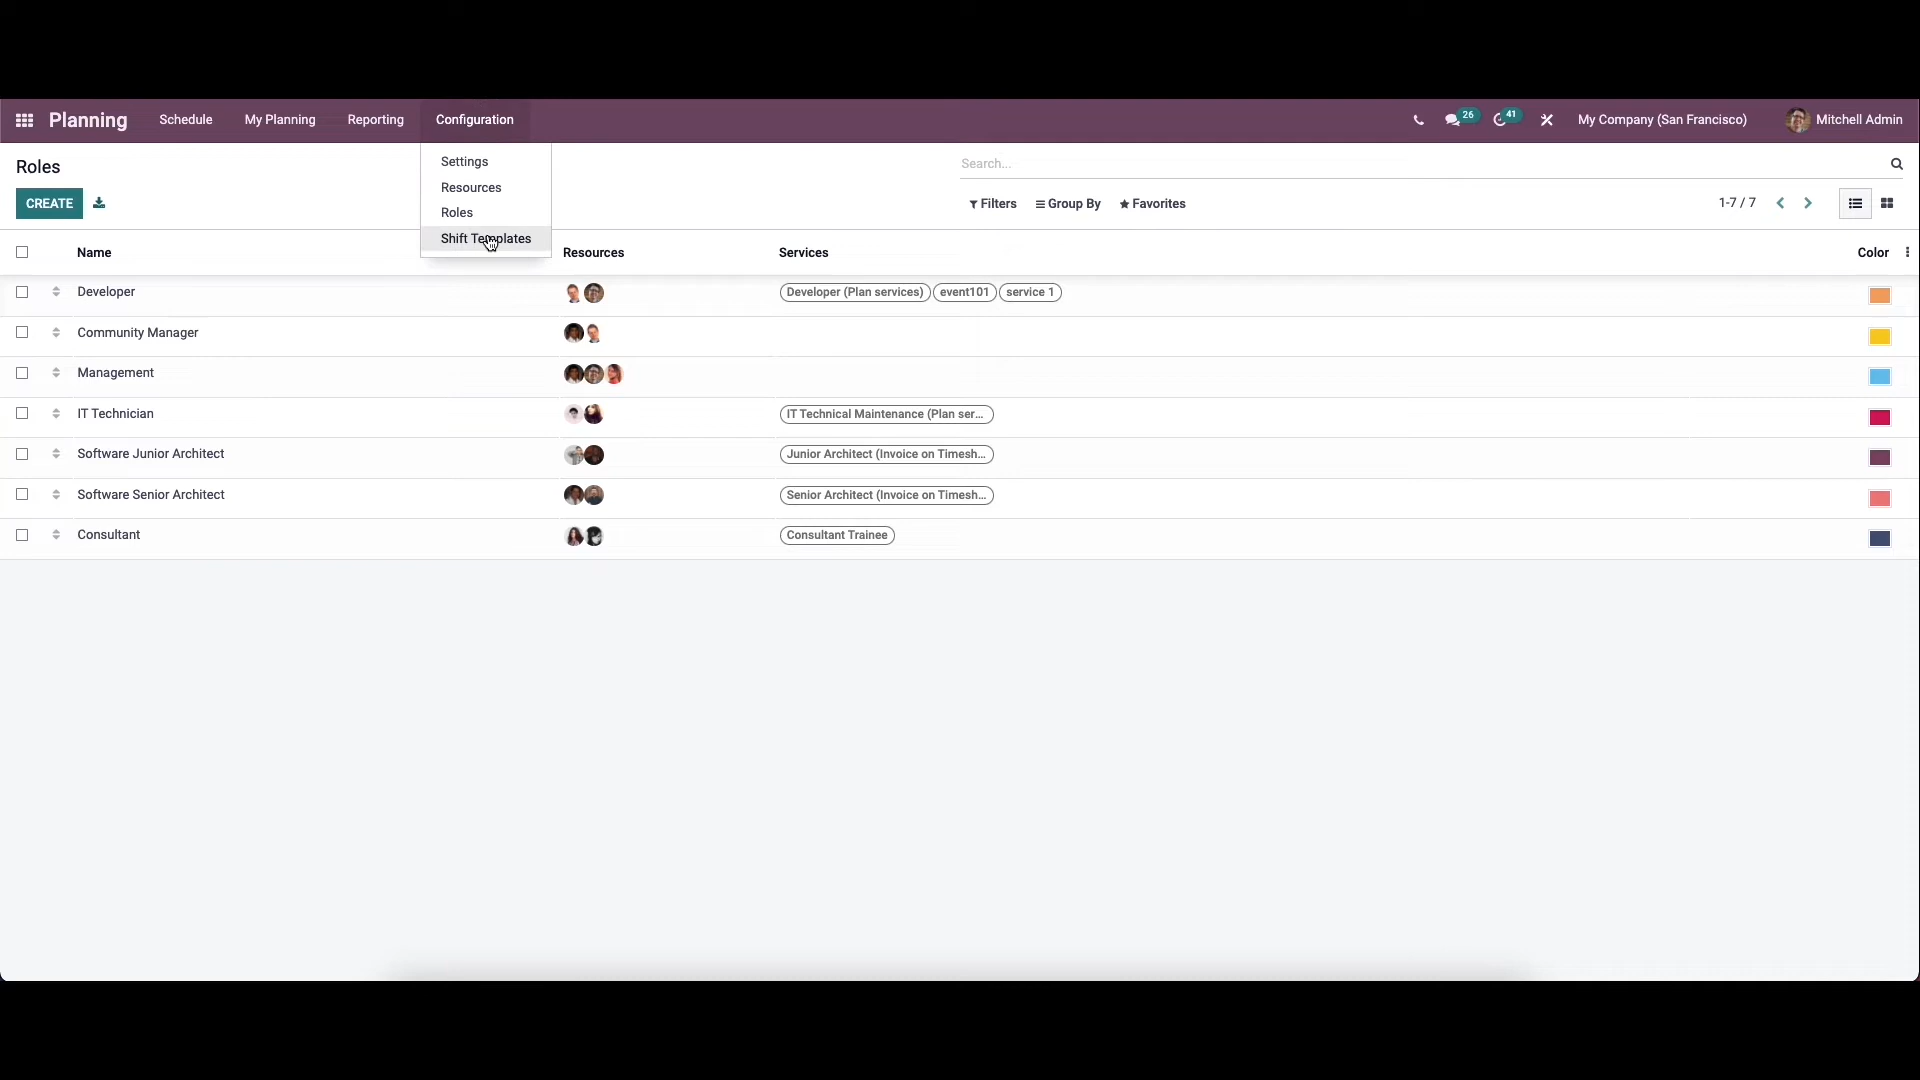 Planning Schedule My Planning Reporting Configuration 26 41 My Company (San Francisco) Mitchell Admin
Roles
Settings
Search...
CREATE
Resources
Filters Group By Favorites 1-7 / 7
Roles
Shift Templates
Name Resources Services Color
Developer Developer (Plan services) event101 service 1
Community Manager
Management
IT Technician IT Technical Maintenance (Plan ser...
Software Junior Architect Junior Architect (Invoice on Timesh...
Software Senior Architect Senior Architect (Invoice on Timesh...
Consultant Consultant Trainee